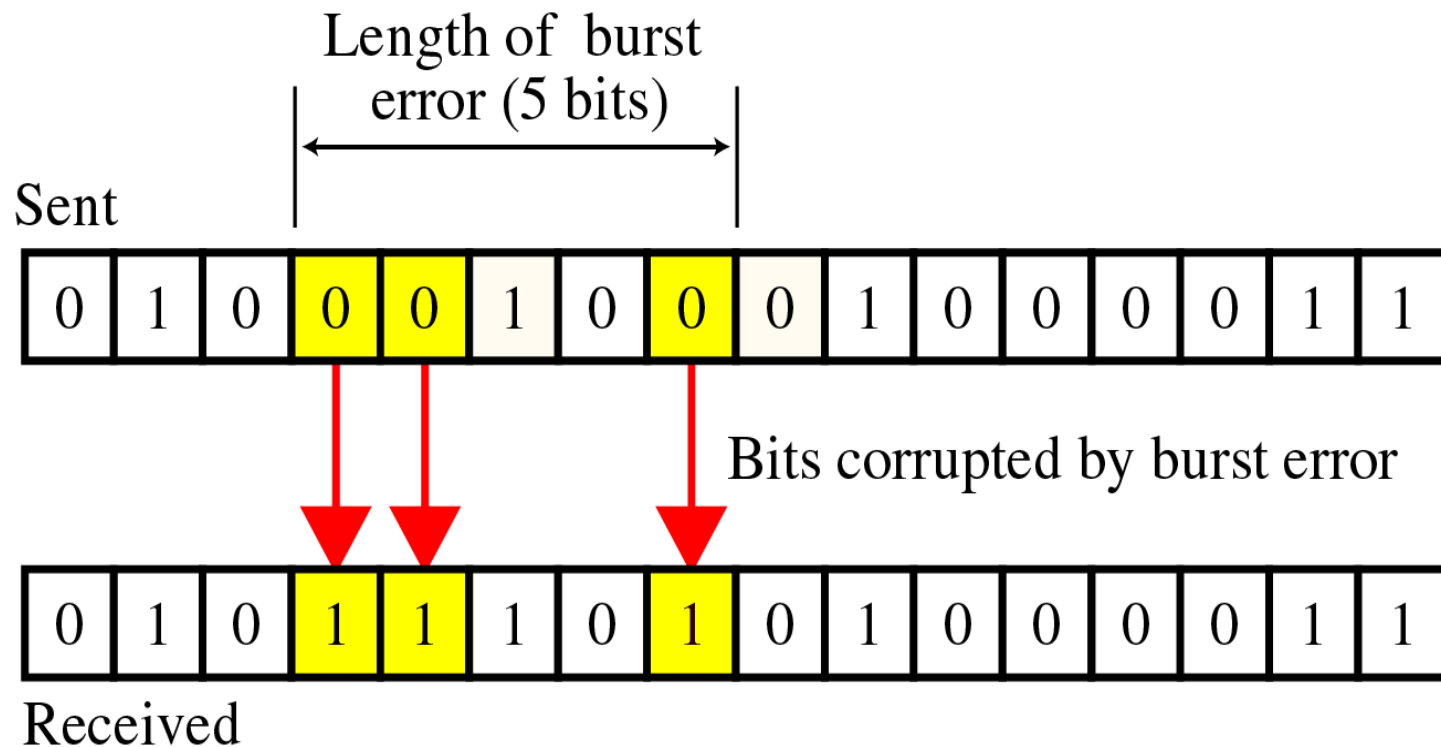 Length of burst
error (5 bits)
Sent
0 1 0 0 0 1 0 0 0 1 0 0 0 0 1 1
Bits corrupted by burst error
0 1 0 1 1 1 0 1 0 1 0 0 0 0 1 1
Received